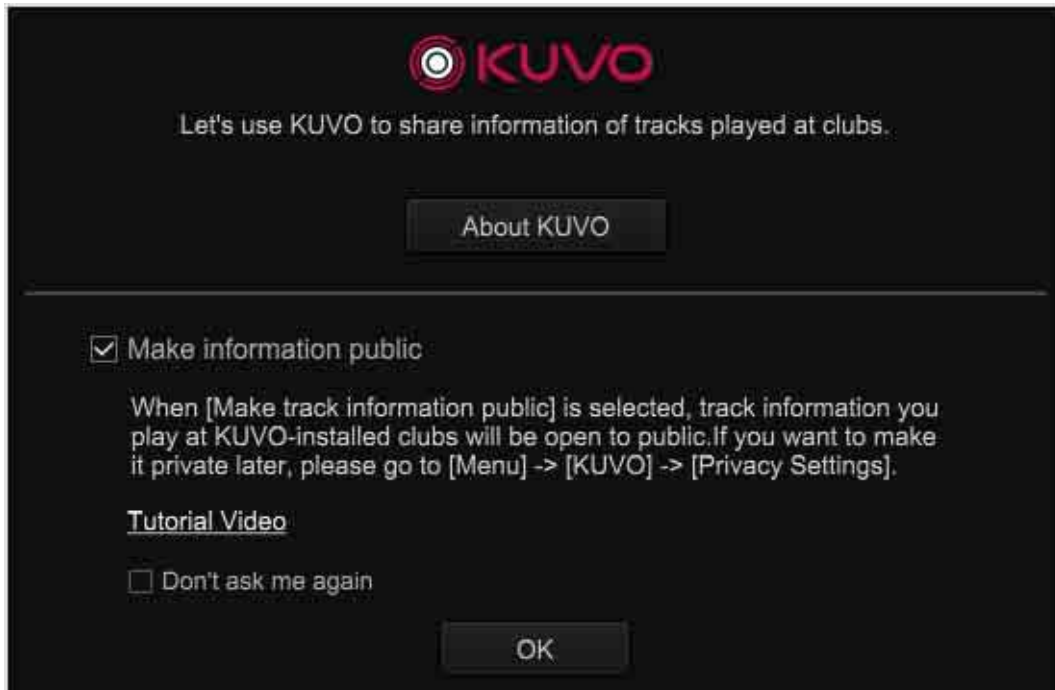 KUVO
Let's use KUVO to share information of tracks played at clubs.
About KUVO
Make information public
When [Make track information public] is selected, track information you
play at KUVO-installed clubs will be open to public.If you want to make
it private later, please go to [Menu] -> [KUVO] -> [Privacy Settings].
Tutorial Video
Don't ask me again
OK